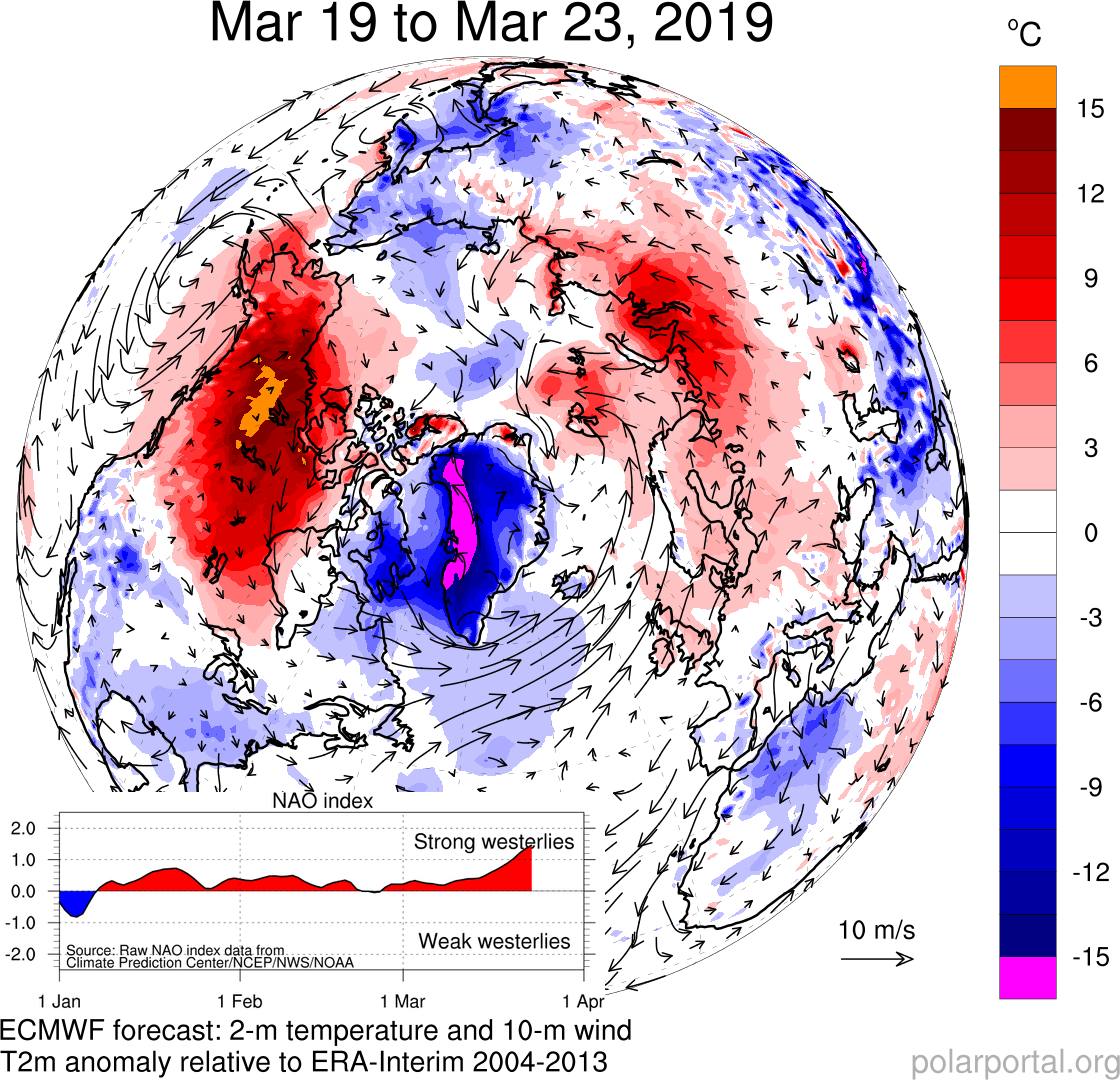 Mar 19 to Mar 23, 2019
°C
15
12
9
6
3
0
-3
-6
-9
-12
-15
NAO index
2.0
1.0
0.0
-1.0
-2.0
Strong westerlies
Weak westerlies
Source: Raw NAO index data from
Climate Prediction Center/NCEP/NWS/NOAA
1 Jan
1 Feb
1 Mar
1 Apr
10 m/s
ECMWF forecast: 2-m temperature and 10-m wind
T2m anomaly relative to ERA-Interim 2004-2013
polarportal.org